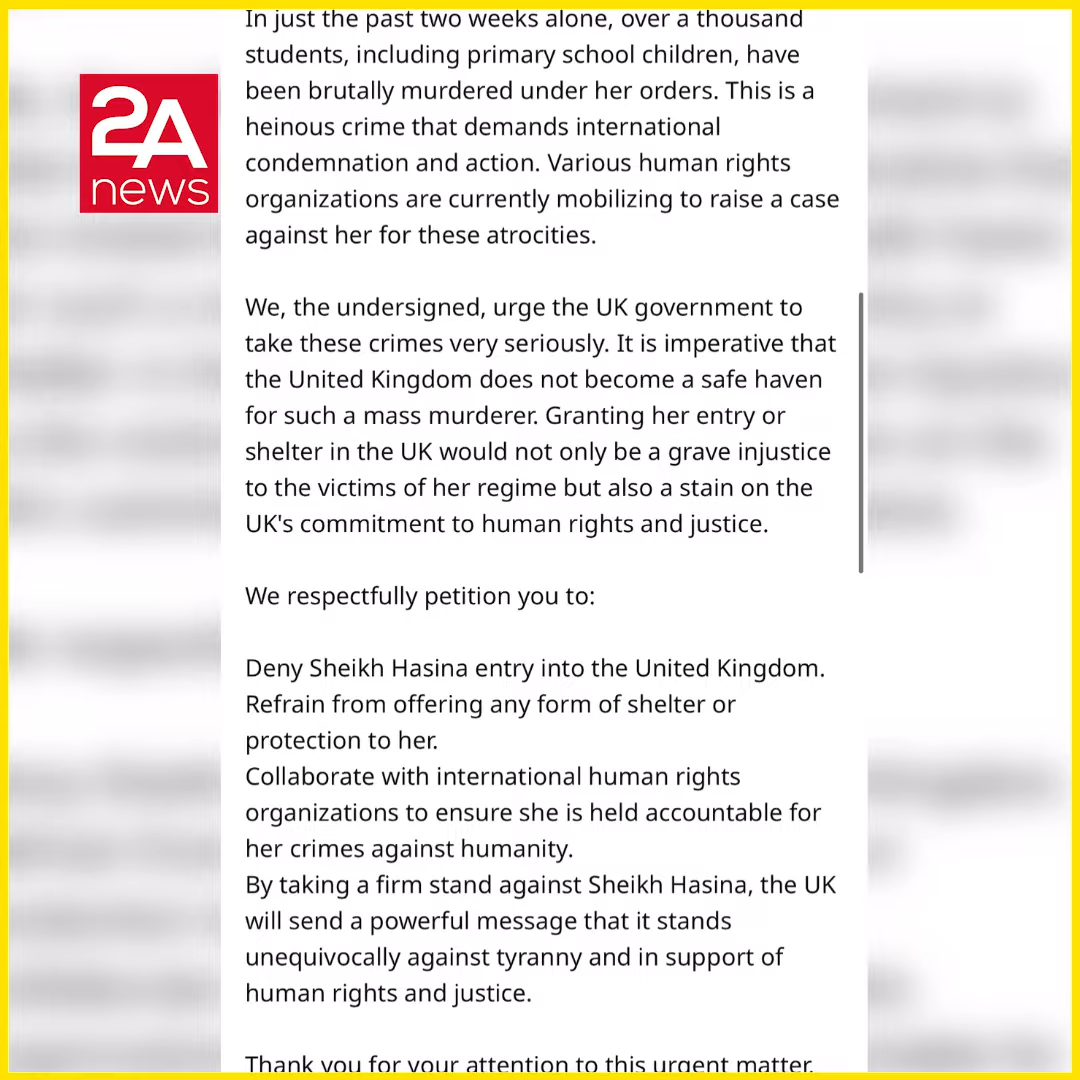 2A
news
In just the past two weeks alone, over a thousand
students, including primary school children, have
been brutally murdered under her orders. This is a
heinous crime that demands international
condemnation and action. Various human rights
organizations are currently mobilizing to raise a case
against her for these atrocities.
We, the undersigned, urge the UK government to
take these crimes very seriously. It is imperative that
the United Kingdom does not become a safe haven
for such a mass murderer. Granting her entry or
shelter in the UK would not only be a grave injustice
to the victims of her regime but also a stain on the
UK's commitment to human rights and justice.
We respectfully petition you to:
Deny Sheikh Hasina entry into the United Kingdom.
Refrain from offering any form of shelter or
protection to her.
Collaborate with international human rights
organizations to ensure she is held accountable for
her crimes against humanity.
By taking a firm stand against Sheikh Hasina, the UK
will send a powerful message that it stands
unequivocally against tyranny and in support of
human rights and justice.
Thank you for your attention to this urgent matter.